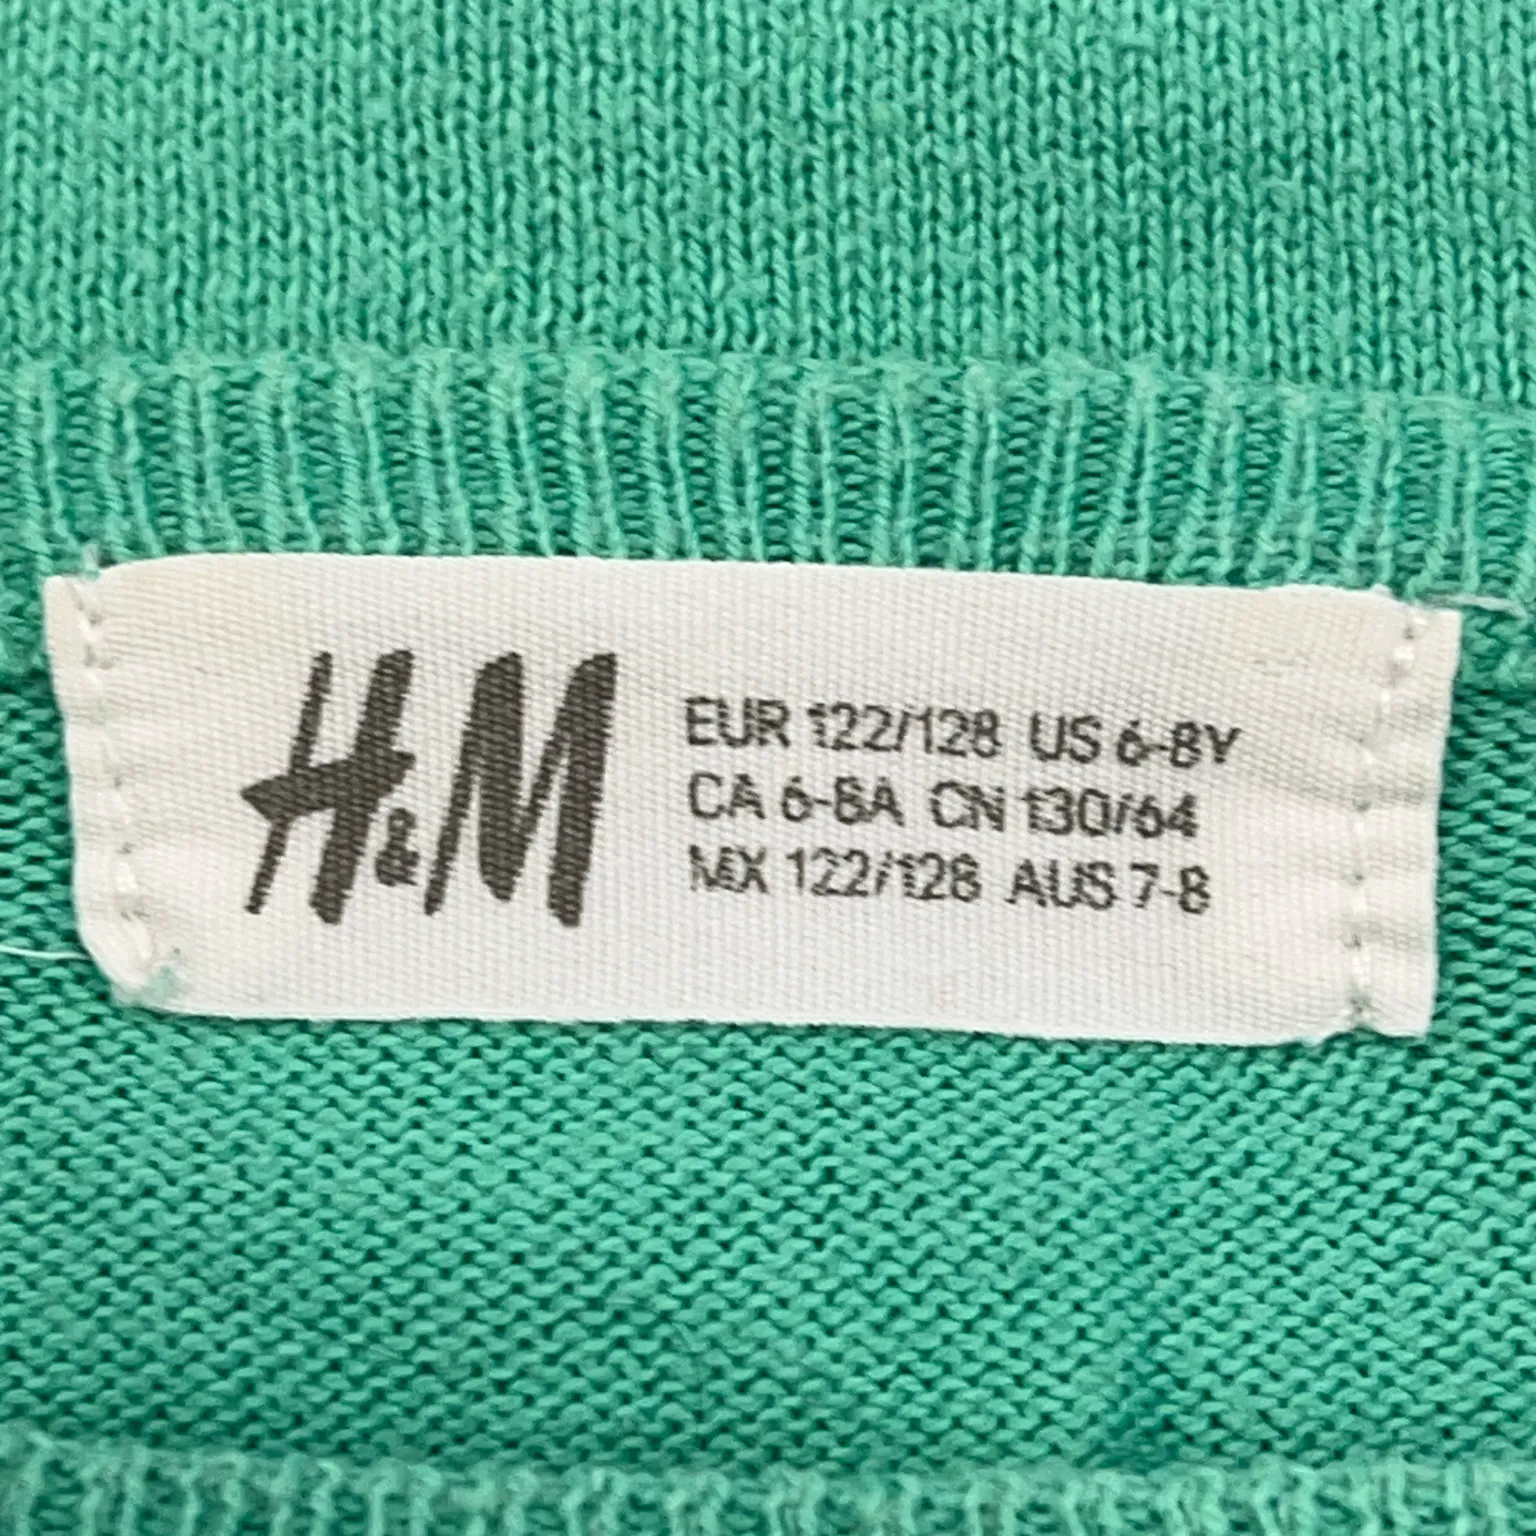 H&M
EUR 122/128 US 6-8Y
CA 6-8A CN 130/64
MX 122/128 AUS 7-8